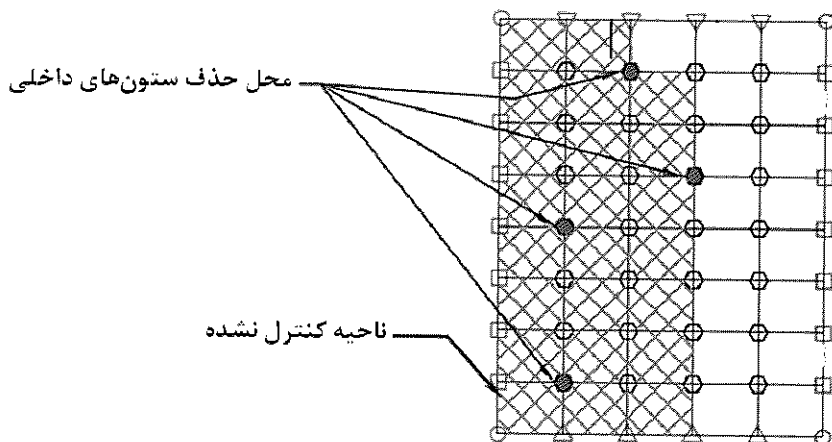 محل حذف ستون‌های داخلی
ناحیه کنترل نشده